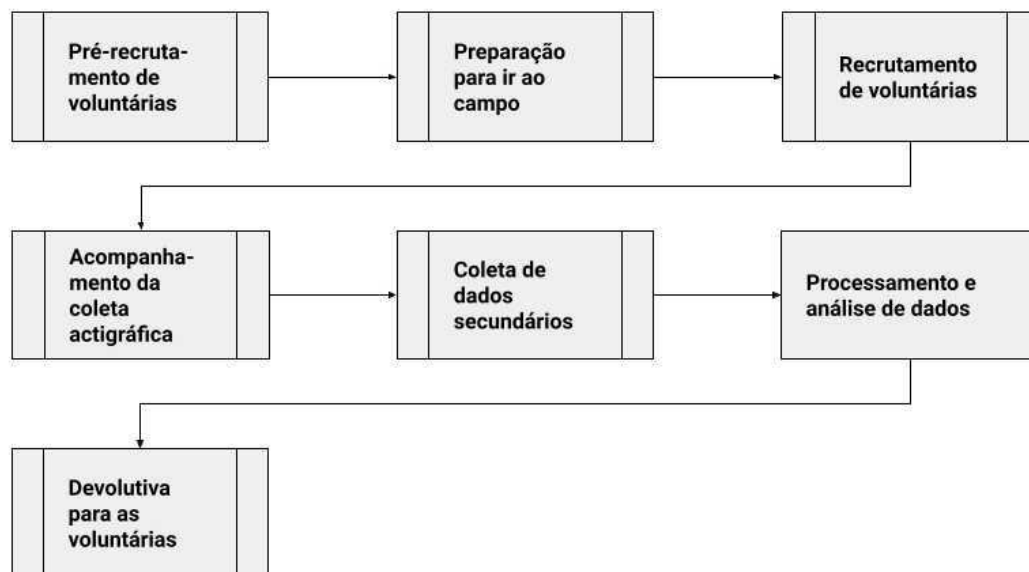 Pré-recruta-
mento de
voluntárias
Preparação
para ir ao
campo
Recrutamento
de voluntárias
Acompanha-
mento da
coleta
actigráfica
Coleta de
dados
secundários
Processamento e
análise de dados
Devolutiva
para as
voluntárias